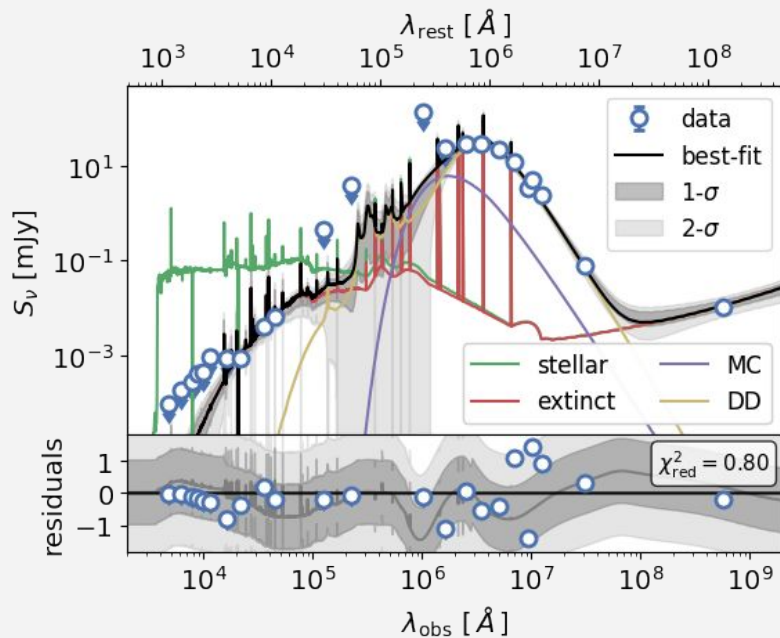 λrest [ Å ]
10³ 10⁴ 10⁵ 10⁶ 10⁷ 10⁸
data
best-fit
1-σ
2-σ
10¹
10⁻¹
10⁻³
Sν [mJy]
stellar MC
extinct DD
residuals
1
0
−1
χ²red = 0.80
10⁴ 10⁵ 10⁶ 10⁷ 10⁸ 10⁹
λobs [ Å ]